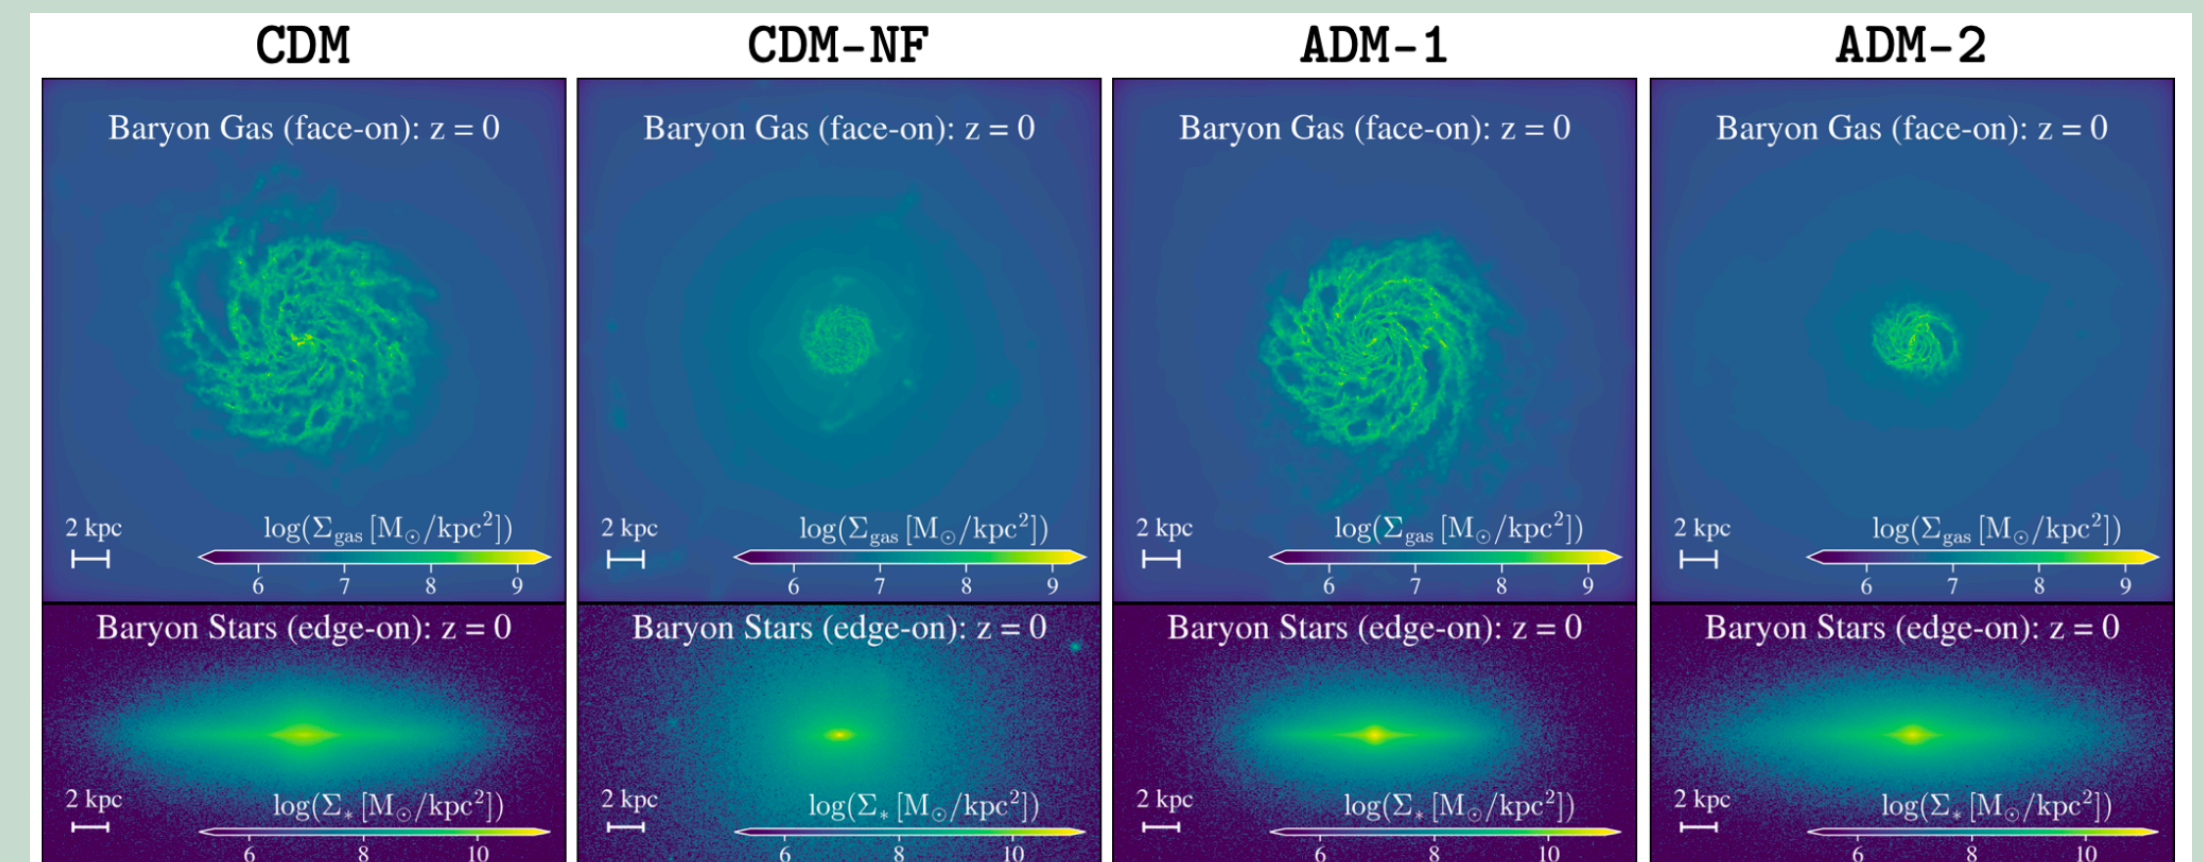 CDM CDM-NF ADM-1 ADM-2
Baryon Gas (face-on): z = 0 Baryon Gas (face-on): z = 0 Baryon Gas (face-on): z = 0 Baryon Gas (face-on): z = 0
2 kpc log(Σgas [M⊙/kpc²]) 2 kpc log(Σgas [M⊙/kpc²]) 2 kpc log(Σgas [M⊙/kpc²]) 2 kpc log(Σgas [M⊙/kpc²])
6 7 8 9 6 7 8 9 6 7 8 9 6 7 8 9
Baryon Stars (edge-on): z = 0 Baryon Stars (edge-on): z = 0 Baryon Stars (edge-on): z = 0 Baryon Stars (edge-on): z = 0
2 kpc log(Σ* [M⊙/kpc²]) 2 kpc log(Σ* [M⊙/kpc²]) 2 kpc log(Σ* [M⊙/kpc²]) 2 kpc log(Σ* [M⊙/kpc²])
6 8 10 6 8 10 6 8 10 6 8 10